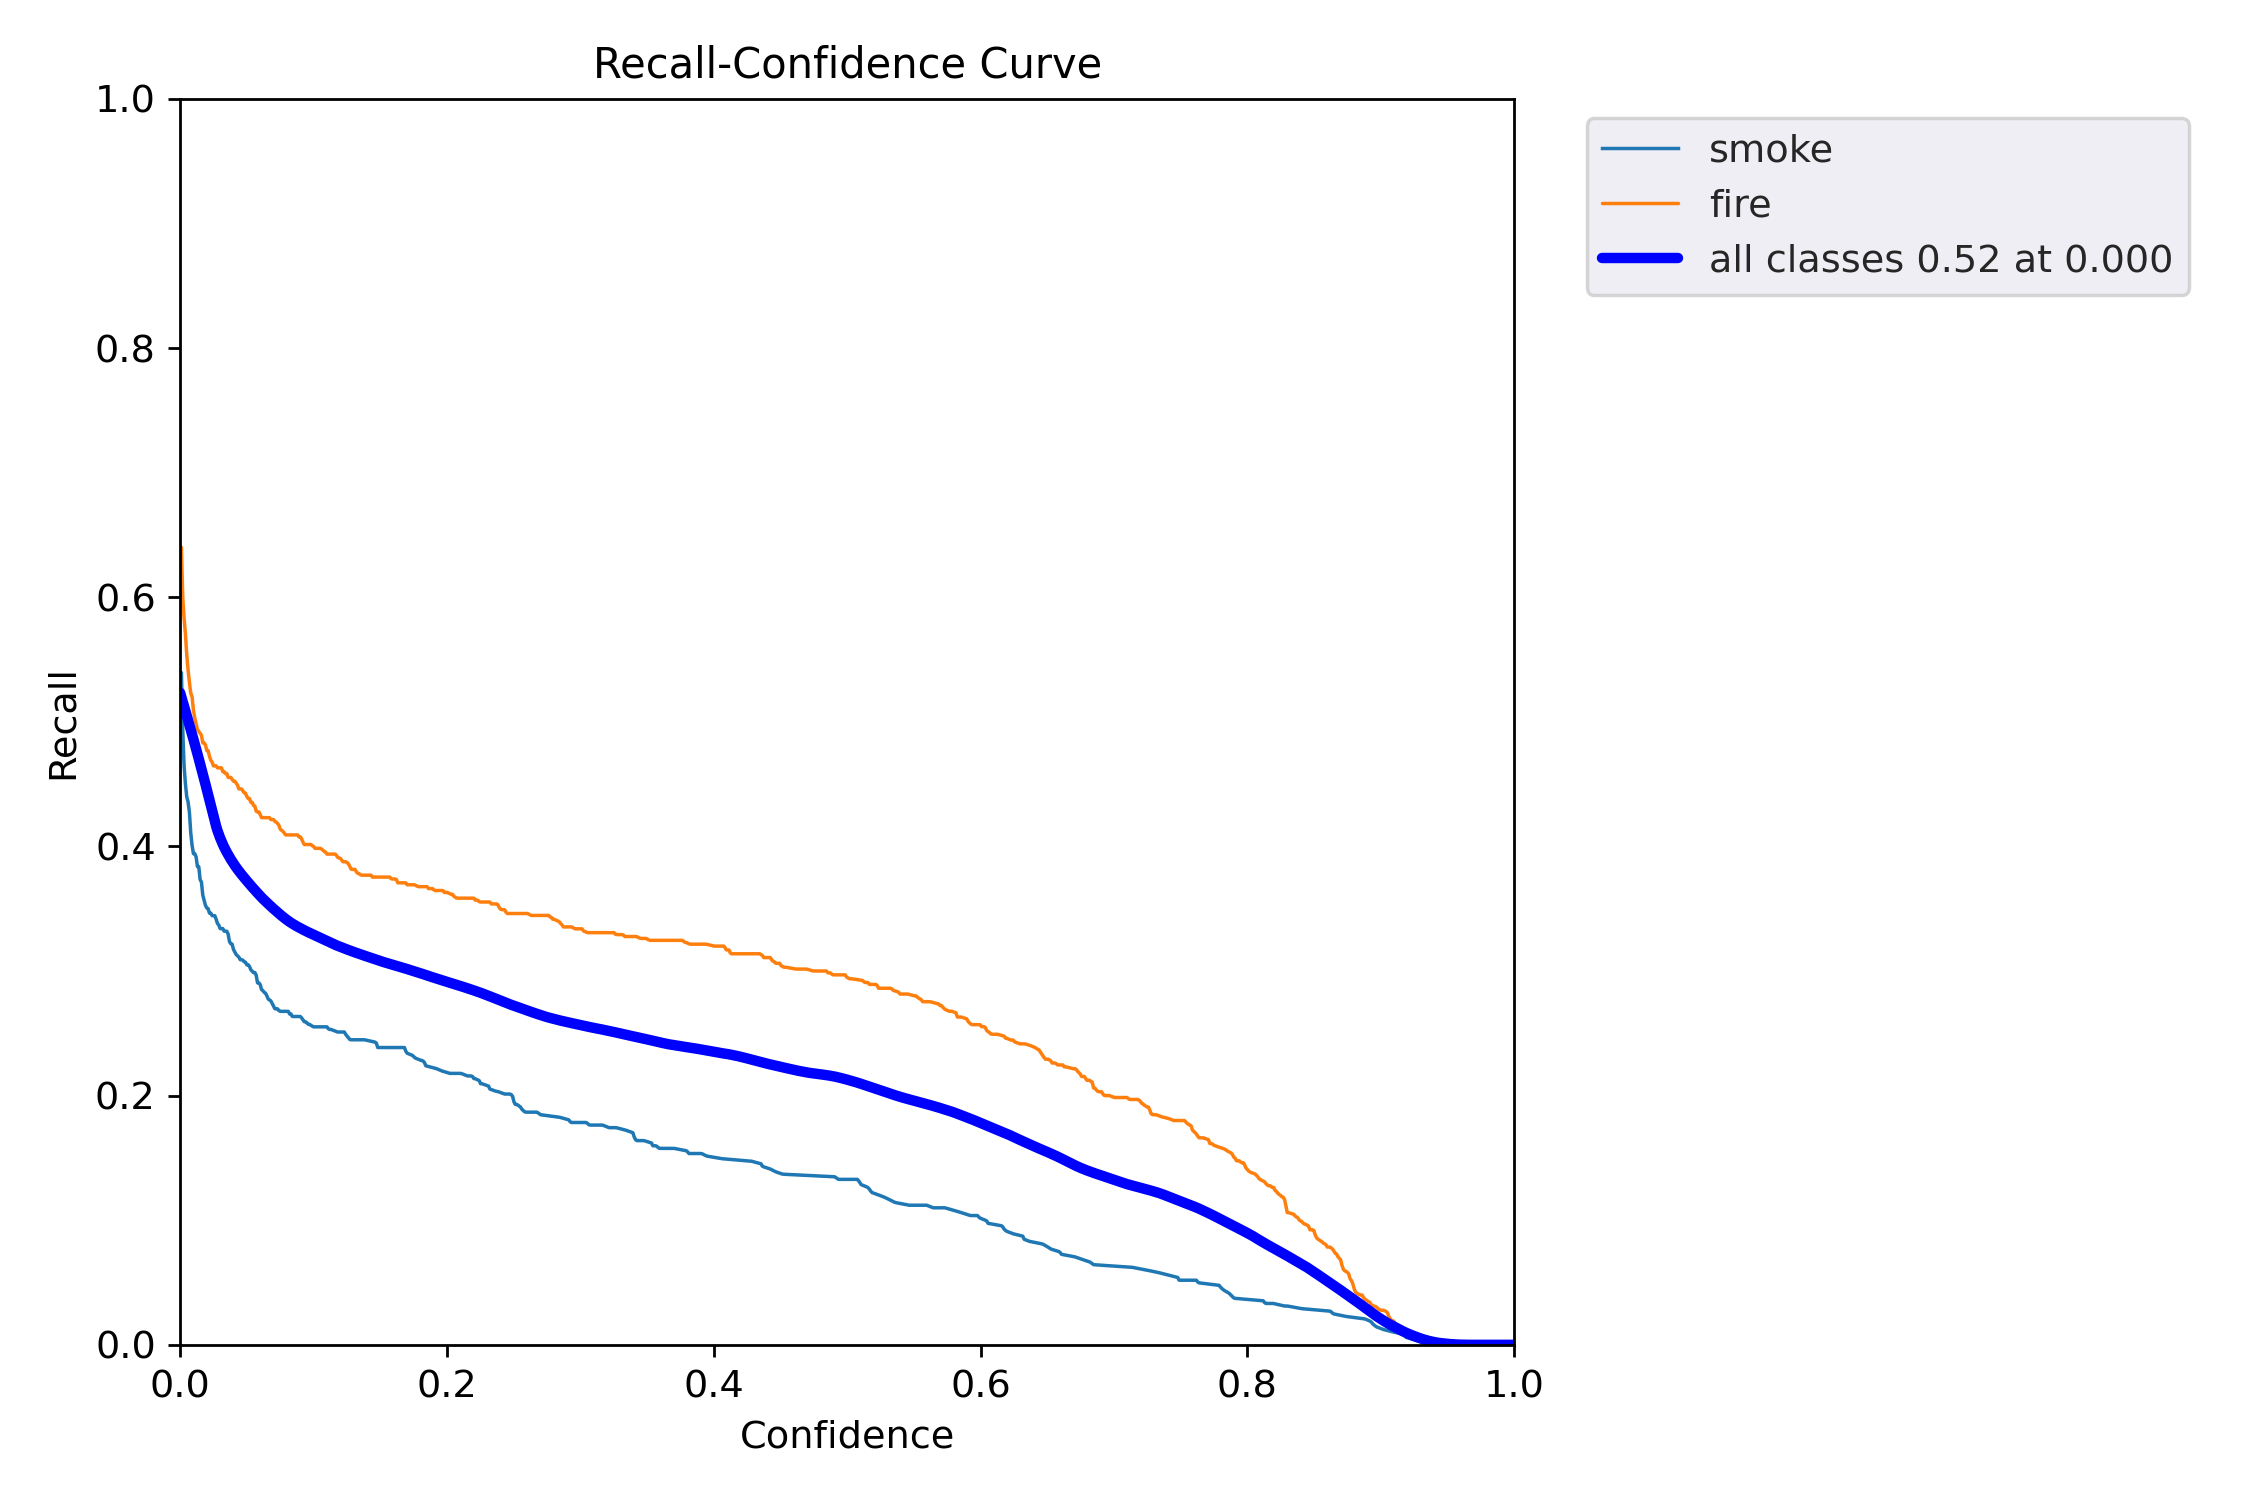 Recall-Confidence Curve
1.0
0.8
0.6
0.4
0.2
0.0
Recall
0.0 0.2 0.4 0.6 0.8 1.0
Confidence
smoke
fire
all classes 0.52 at 0.000